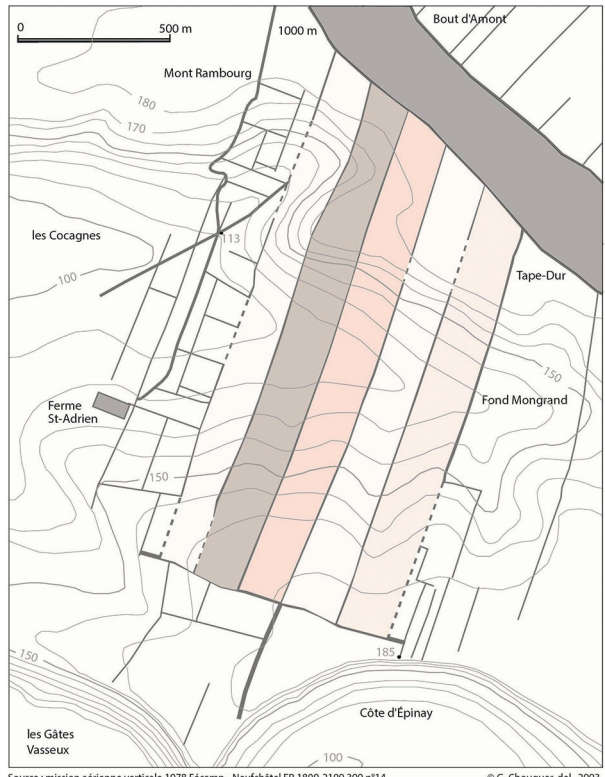 0 500 m
1000 m
Bout d'Amont
Mont Rambourg
180
170
les Cocagnes
113
100
Tape-Dur
150
Ferme
St-Adrien
Fond Mongrand
150
185
150
Côte d'Épinay
les Gâtes
Vasseux
100
Source : mission aérienne verticale 1978 Fécamp - Neufchâtel FR 1809-2100 300 n°14
© G. Chouquer, del., 2003